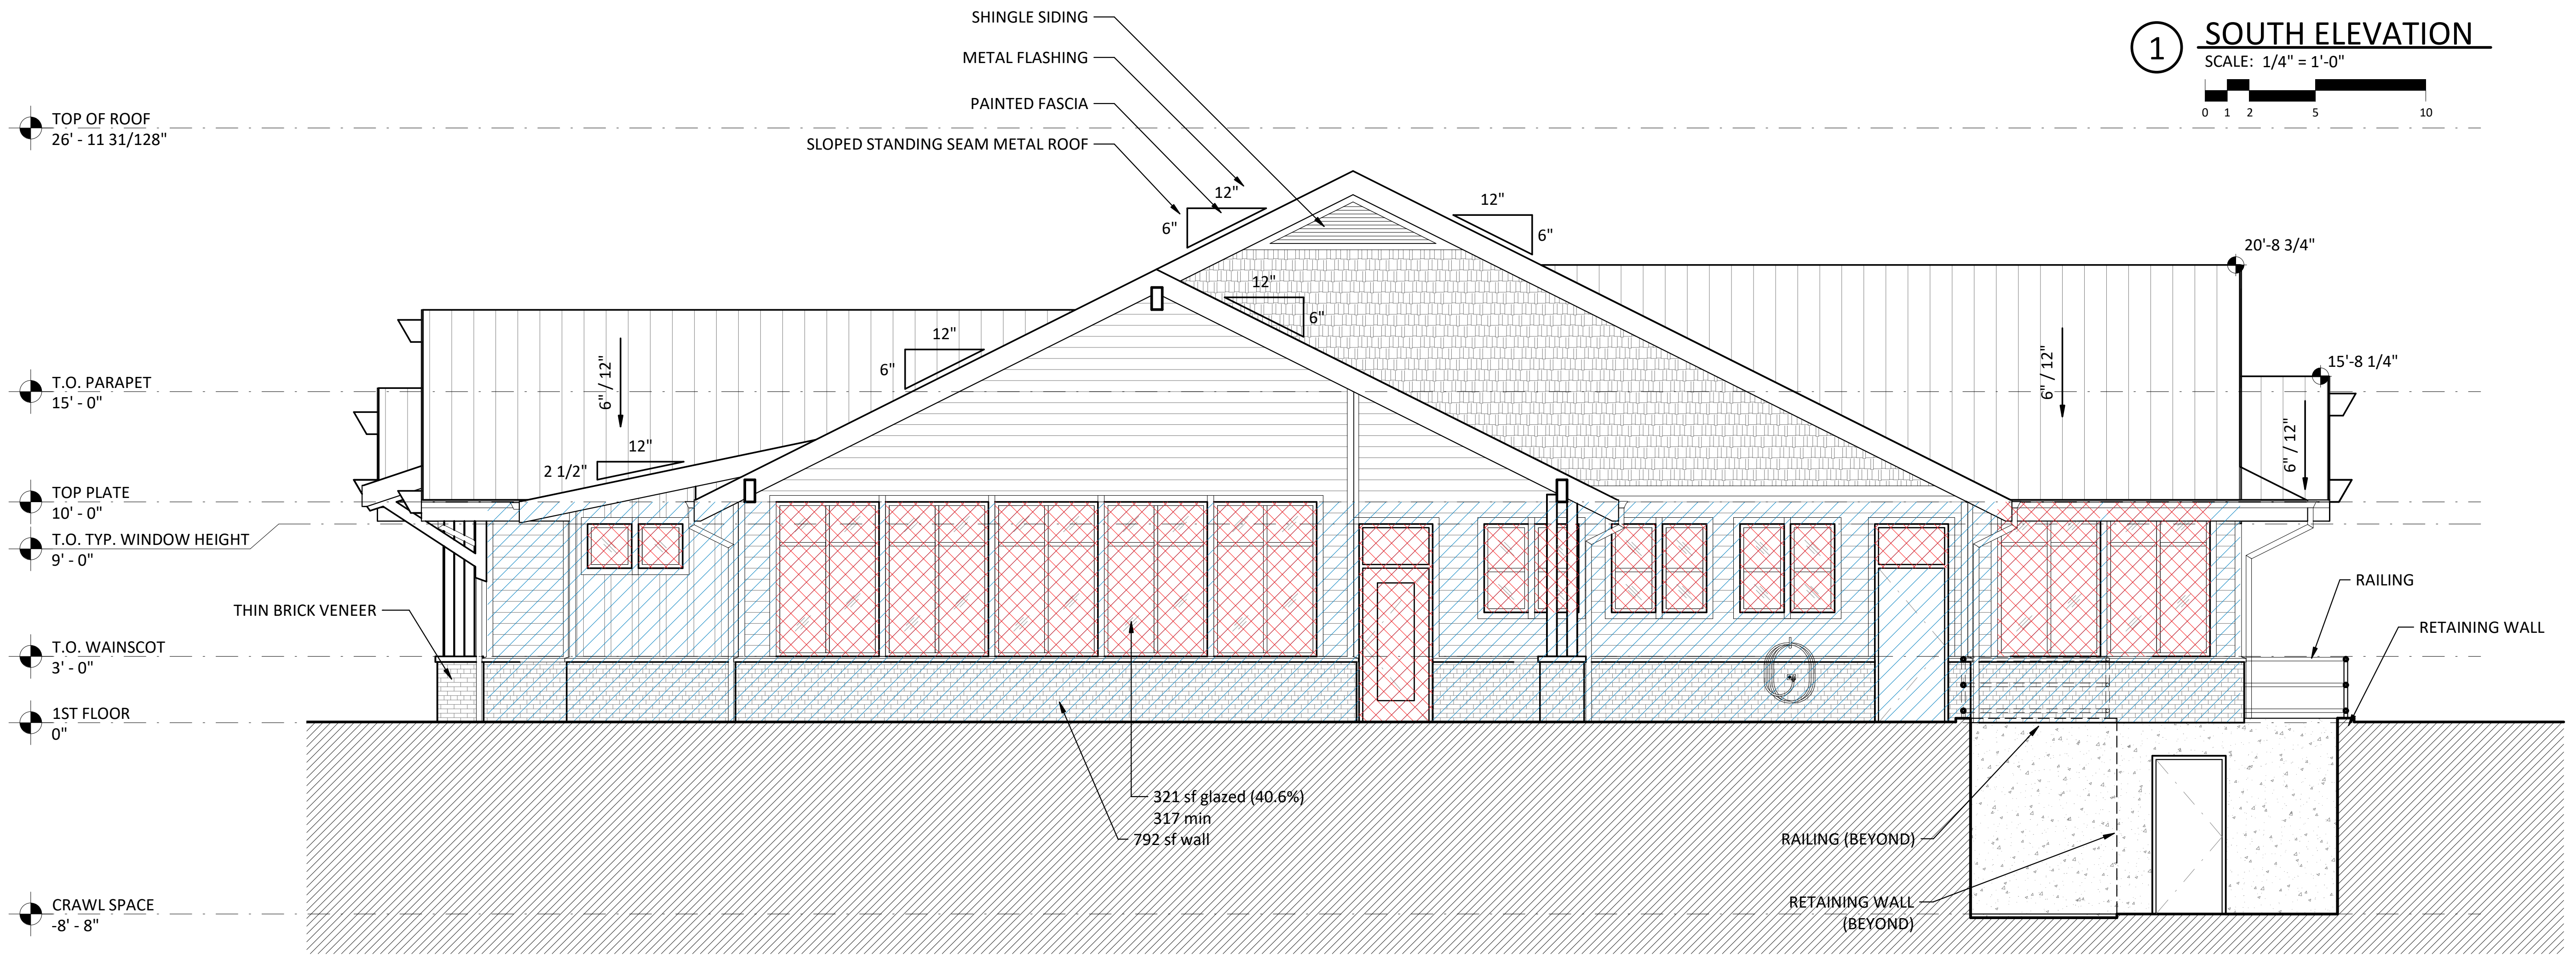 SHINGLE SIDING
METAL FLASHING
PAINTED FASCIA
SLOPED STANDING SEAM METAL ROOF
1
SOUTH ELEVATION
SCALE: 1/4" = 1'-0"
0 1 2 5 10
TOP OF ROOF
26' - 11 31/128"
12"
6"
12"
6"
20'-8 3/4"
12"
6"
12"
6"
6" / 12"
6" / 12"
15'-8 1/4"
T.O. PARAPET
15' - 0"
12"
2 1/2"
6" / 12"
TOP PLATE
10' - 0"
T.O. TYP. WINDOW HEIGHT
9' - 0"
THIN BRICK VENEER
RAILING
RETAINING WALL
T.O. WAINSCOT
3' - 0"
1ST FLOOR
0"
321 sf glazed (40.6%)
317 min
792 sf wall
RAILING (BEYOND)
RETAINING WALL
(BEYOND)
CRAWL SPACE
-8' - 8"